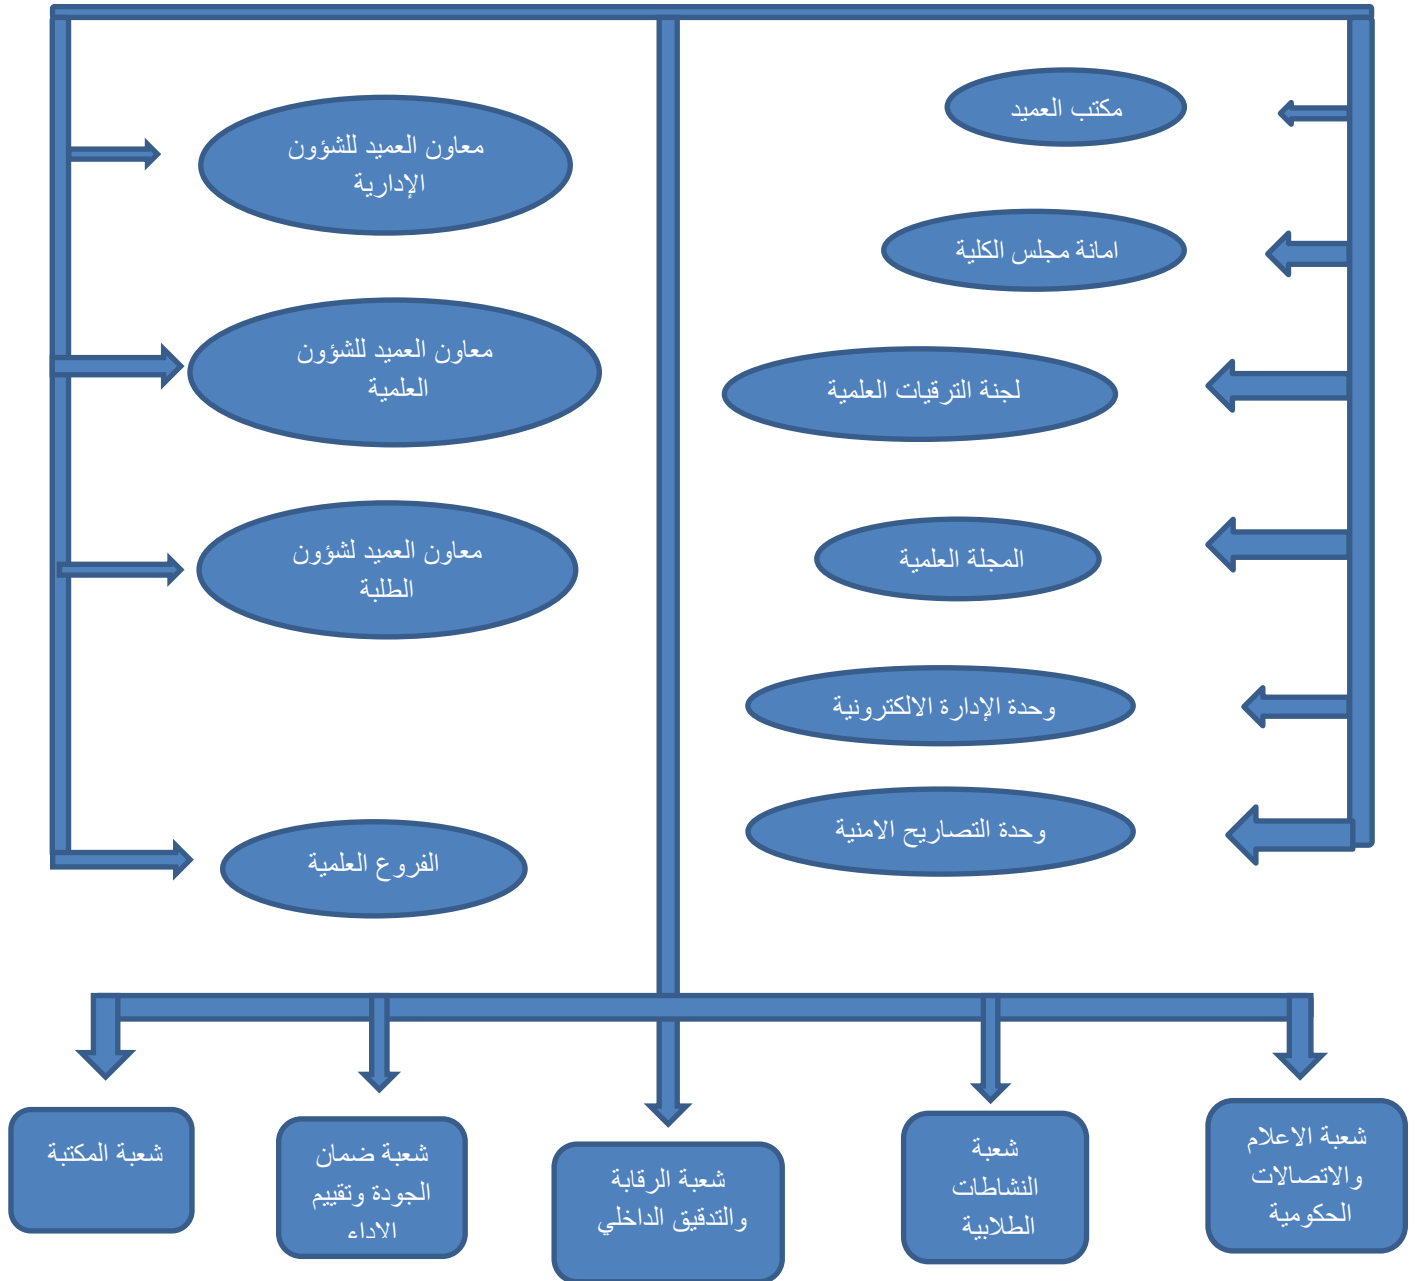 مكتب العميد
امانة مجلس الكلية
لجنة الترقيات العلمية
المجلة العلمية
وحدة الإدارة الالكترونية
وحدة التصاريح الامنية
معاون العميد للشؤون
الإدارية
معاون العميد للشؤون
العلمية
معاون العميد لشؤون
الطلبة
الفروع العلمية
شعبة الاعلام
والاتصالات
الحكومية
شعبة
النشاطات
الطلابية
شعبة الرقابة
والتدقيق الداخلي
شعبة ضمان
الجودة وتقييم
الاداء
شعبة المكتبة